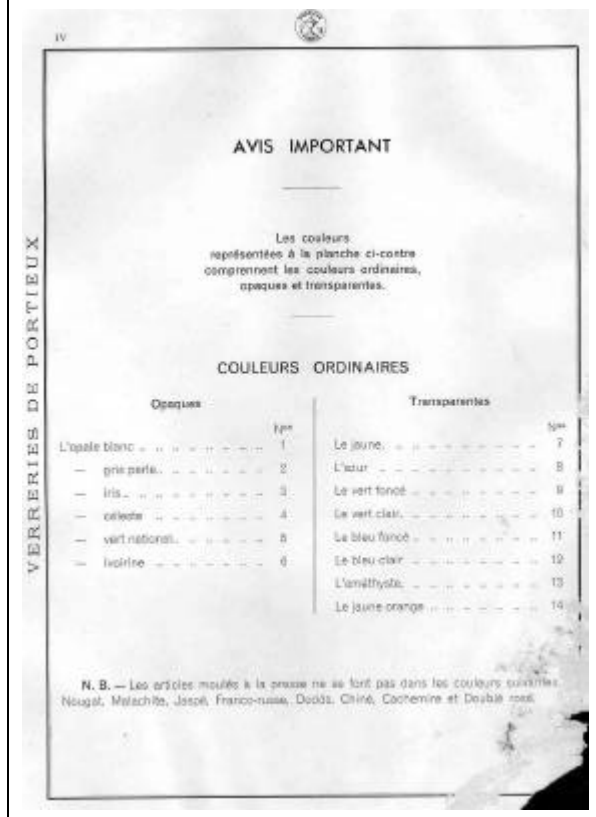 IV
AVIS IMPORTANT
Les couleurs
représentées à la planche ci-contre
comprennent les couleurs ordinaires,
opaques et transparentes.
COULEURS ORDINAIRES
Opaques
Nos
L'opale blanc .. .. .. .. .. .. 1
— gris perle.. .. .. .. .. 2
— iris.. .. .. .. .. .. 3
— céleste .. .. .. .. .. 4
— vert national.. .. .. .. 5
— ivoirine .. .. .. .. .. 6
Transparentes
Nos
Le jaune. .. .. .. .. .. .. 7
L'azur .. .. .. .. .. .. 8
Le vert foncé .. .. .. .. .. 9
Le vert clair. .. .. .. .. .. 10
Le bleu foncé .. .. .. .. .. 11
Le bleu clair .. .. .. .. .. 12
L'améthyste. .. .. .. .. .. 13
Le jaune orange .. .. .. .. .. 14
N. B. — Les articles moulés à la presse ne se font pas dans les couleurs suivantes,
Nougat, Malachite, Jaspé, Franco-russe, Chiné, Cachemire et Doublé rose.
VERRERIES DE PORTIEUX